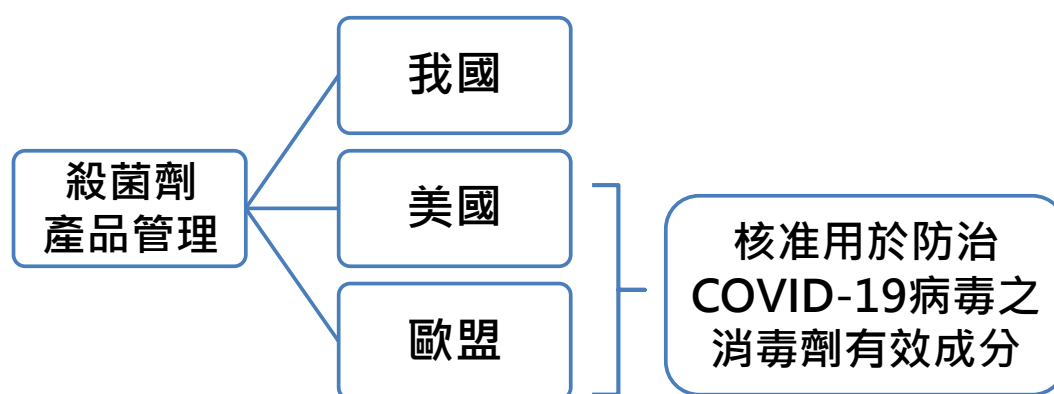 殺菌劑
產品管理
我國
美國
歐盟
核准用於防治
COVID-19病毒之
消毒劑有效成分